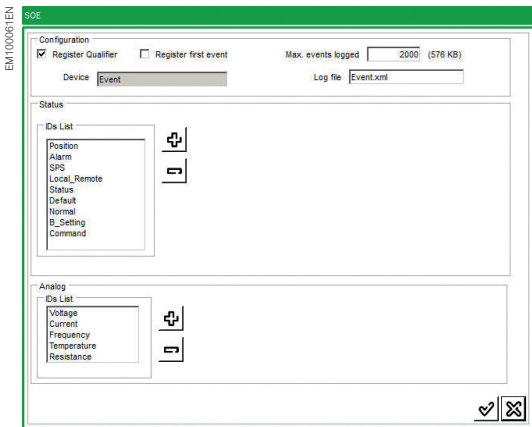 EM100061EN
SOE
Configuration
Register Qualifier Register first event Max. events logged 2000 (576 KB)
Device Event Log file Event.xml
Status
IDs List
Position
Alarm
SPS
Local_Remote
Status
Default
Normal
B_Setting
Command
Analog
IDs List
Voltage
Current
Frequency
Temperature
Resistance